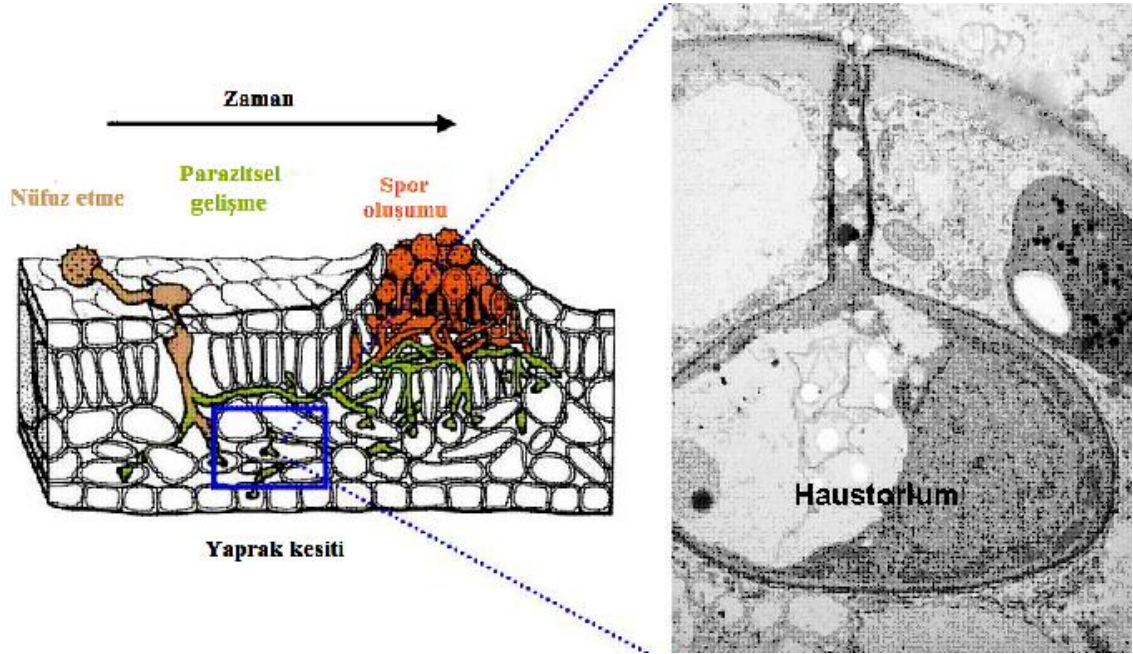 Zaman
Nüfuz etme
Parazitsel
gelişme
Spor
oluşumu
Yaprak kesiti
Haustorium